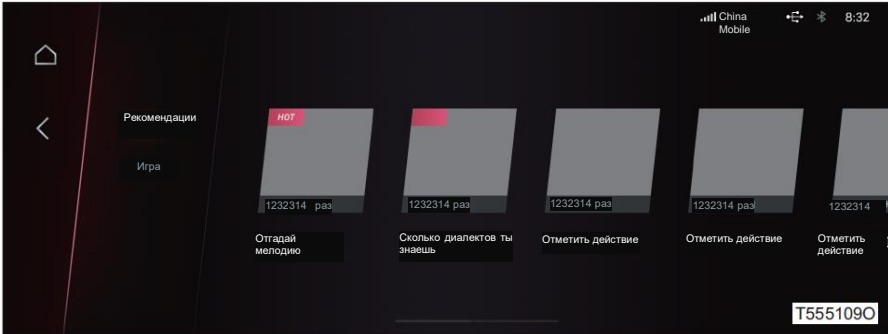 China
Mobile
8:32
Рекомендации
Игра
HOT
1232314 раз
1232314 раз
1232314 раз
1232314 раз
1232314
Отгадай
мелодию
Сколько диалектов ты
знаешь
Отметить действие
Отметить действие
Отметить
действие
T555109O